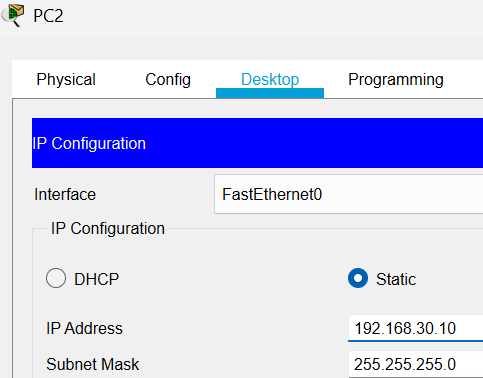 PC2
Physical Config Desktop Programming
IP Configuration
Interface FastEthernet0
IP Configuration
DHCP Static
IP Address 192.168.30.10
Subnet Mask 255.255.255.0